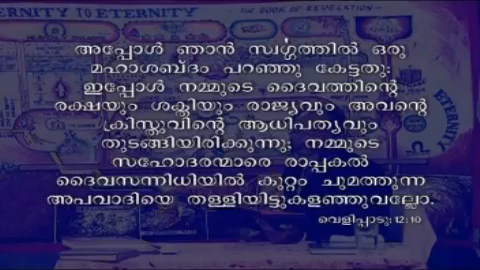 ERNITY to ETERNITY
THE BOOK OF REVELATION
അപ്പോൾ ഞാൻ സ്വർഗ്ഗത്തിൽ ഒരു
മഹാശബ്ദം പറഞ്ഞു കേട്ടതു:
ഇപ്പോൾ നമ്മുടെ ദൈവത്തിന്റെ
രക്ഷയും ശക്തിയും രാജ്യവും അവന്റെ
ക്രിസ്തുവിന്റെ ആധിപത്യവും
തുടങ്ങിയിരിക്കുന്നു; നമ്മുടെ
സഹോദരന്മാരെ രാപ്പകൽ
ദൈവസന്നിധിയിൽ കുറ്റം ചുമത്തുന്ന
അപവാദിയെ തള്ളിയിട്ടുകളഞ്ഞുവല്ലോ.
വെളിപ്പാടു: 12:10
ETERNITY